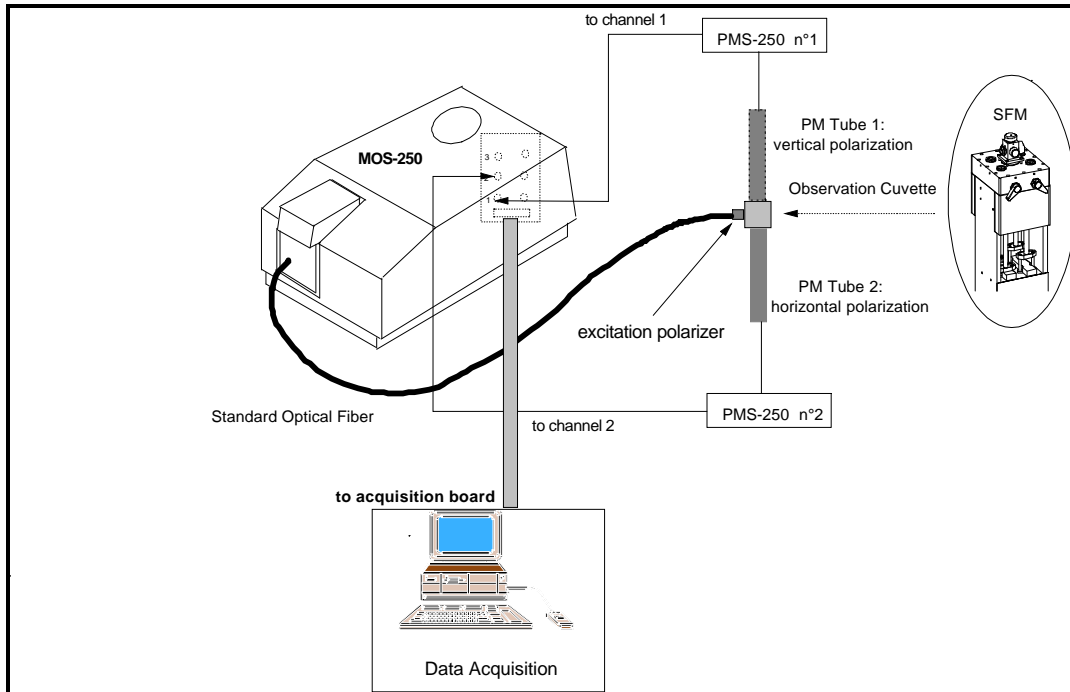 to channel 1
PMS-250 n°1
SFM
PM Tube 1:
vertical polarization
MOS-250
3
2
1
Observation Cuvette
PM Tube 2:
horizontal polarization
excitation polarizer
Standard Optical Fiber
to channel 2
PMS-250 n°2
to acquisition board
Data Acquisition